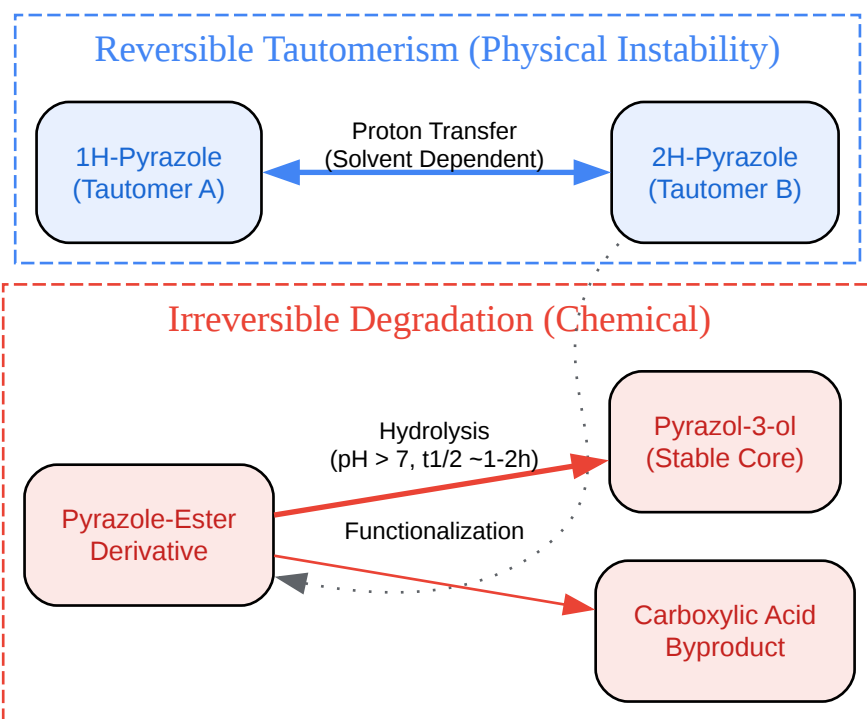 Reversible Tautomerism (Physical Instability)
1H-Pyrazole
(Tautomer A)
Proton Transfer
(Solvent Dependent)
2H-Pyrazole
(Tautomer B)
Irreversible Degradation (Chemical)
Pyrazole-Ester
Derivative
Hydrolysis
(pH > 7, t1/2 ~1-2h)
Functionalization
Pyrazol-3-ol
(Stable Core)
Carboxylic Acid
Byproduct